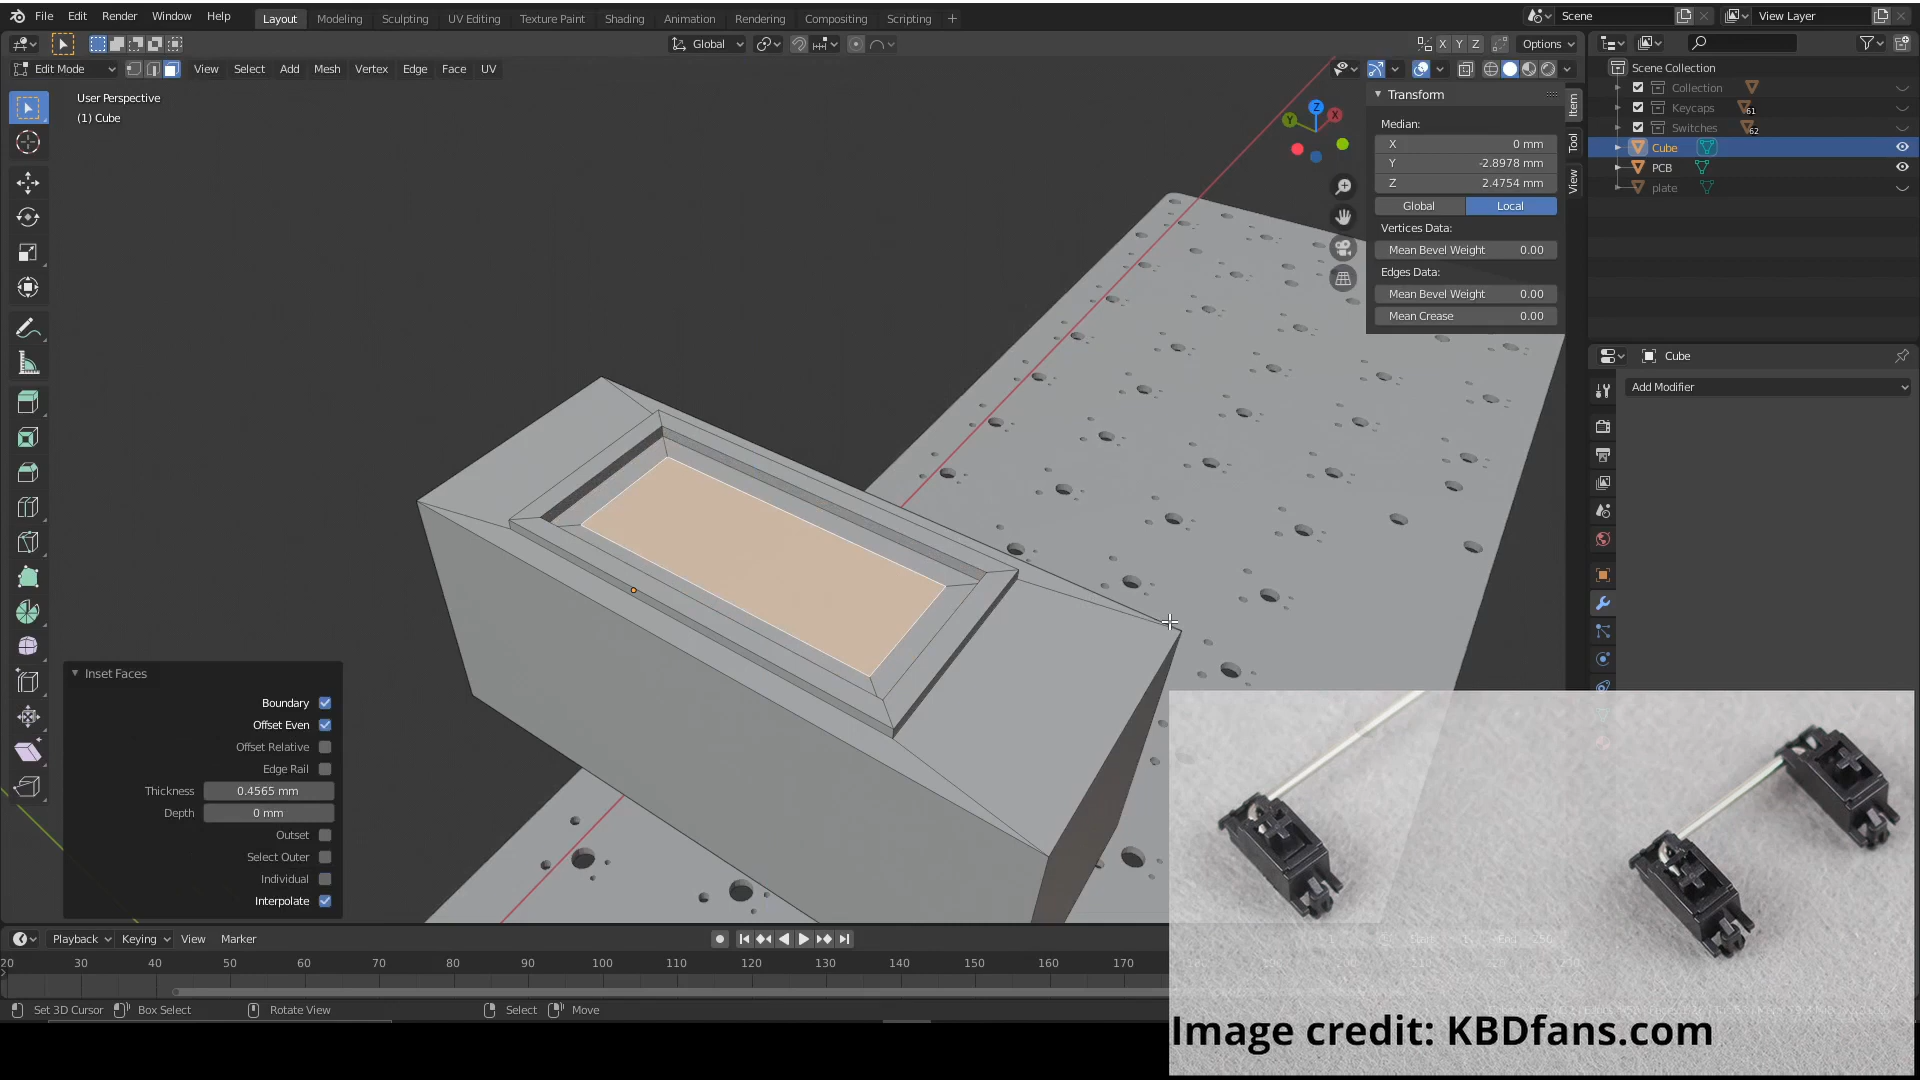 File Edit Render Window Help Layout Modeling Sculpting UV Editing Texture Paint Shading Animation Rendering Compositing Scripting + Scene View Layer
Global X Y Z Options
Edit Mode View Select Add Mesh Vertex Edge Face UV
User Perspective
(1) Cube
Z
Y
X
Transform
Median:
X 0 mm
Y -2.8978 mm
Z 2.4754 mm
Global Local
Vertices Data:
Mean Bevel Weight 0.00
Edges Data:
Mean Bevel Weight 0.00
Mean Crease 0.00
Item
Tool
View
Scene Collection
Collection
Keycaps 61
Switches 62
Cube
PCB
plate
Cube
Add Modifier
Inset Faces
Boundary
Offset Even
Offset Relative
Edge Rail
Thickness 0.4565 mm
Depth 0 mm
Outset
Select Outer
Individual
Interpolate
Playback Keying View Marker
20 30 40 50 60 70 80 90 100 110 120 130 140 150 160 170
Set 3D Cursor Box Select Rotate View Select Move
Image credit: KBDfans.com